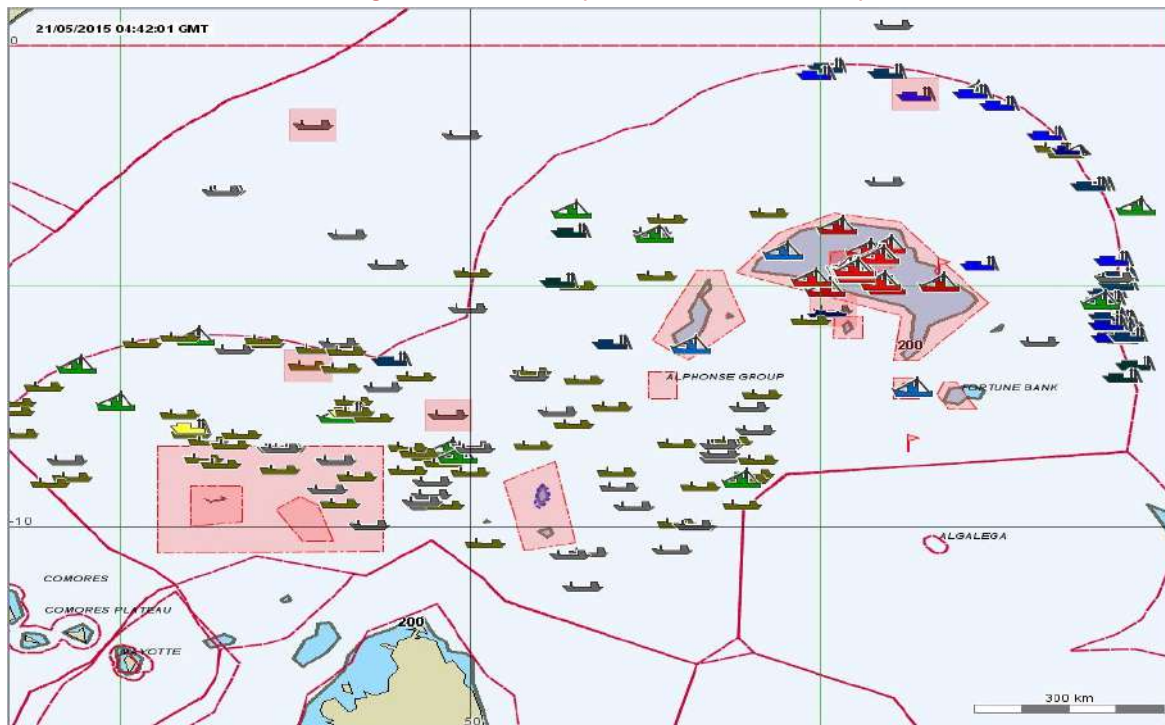 21/05/2015 04:42:01 GMT
0
200
ALPHONSE GROUP
FORTUNE BANK
-10
ALGALEGA
COMORES
COMORES PLATEAU
200
MAYOTTE
300 km
50